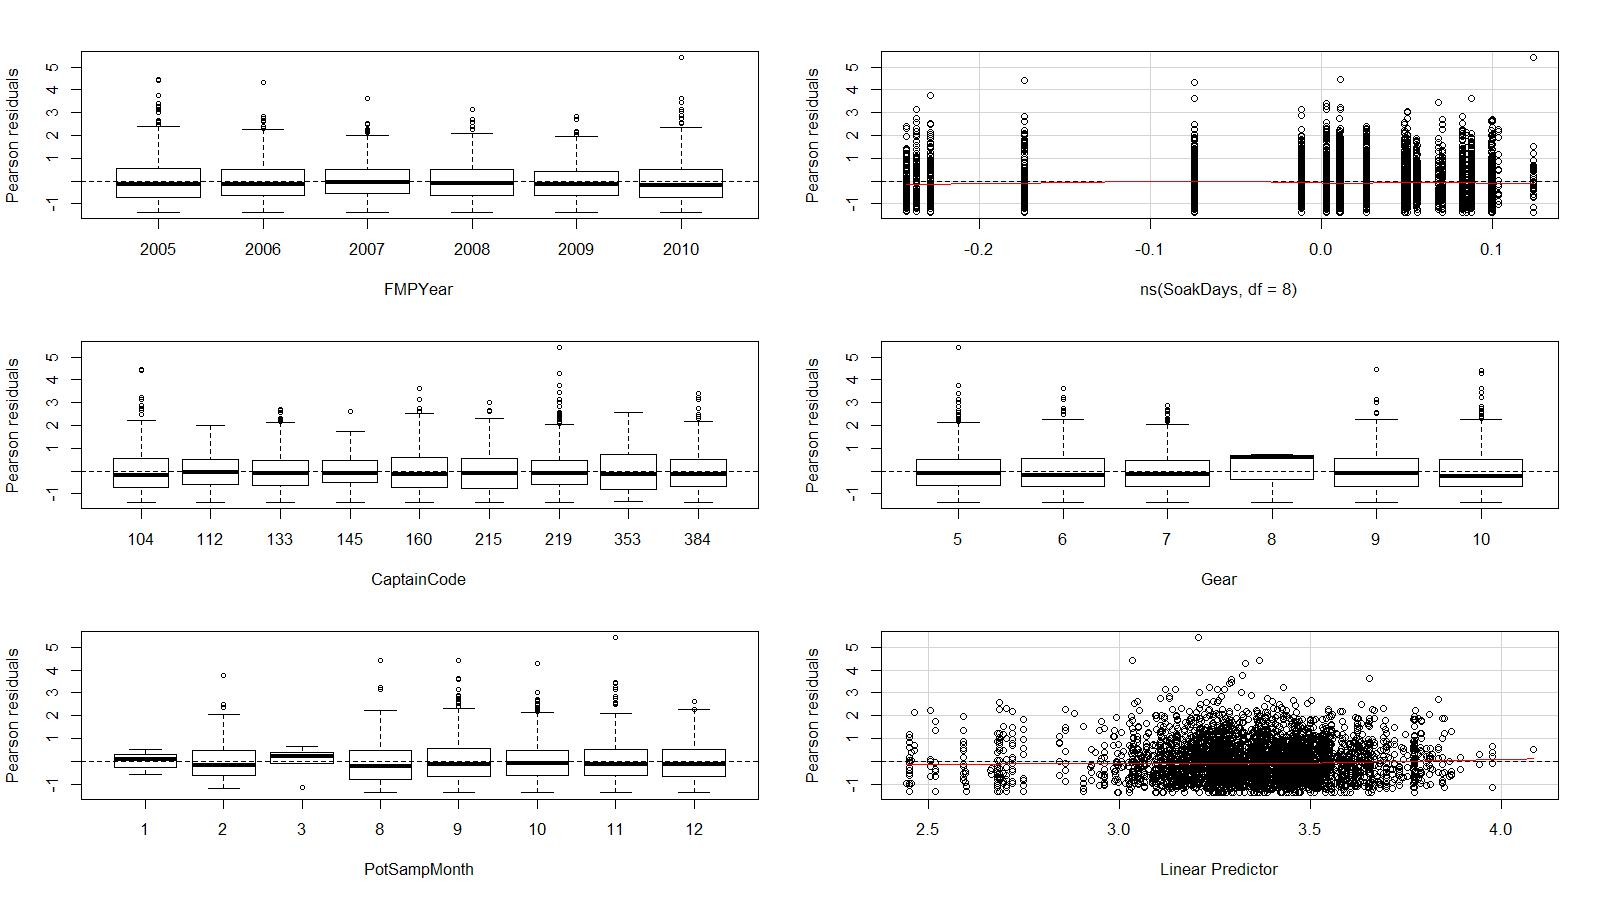 Pearson residuals
-1 1 2 3 4 5
2005 2006 2007 2008 2009 2010
FMPYear
Pearson residuals
-1 1 2 3 4 5
-0.2 -0.1 0.0 0.1
ns(SoakDays, df = 8)
Pearson residuals
-1 1 2 3 4 5
104 112 133 145 160 215 219 353 384
CaptainCode
Pearson residuals
-1 1 2 3 4 5
5 6 7 8 9 10
Gear
Pearson residuals
-1 1 2 3 4 5
1 2 3 8 9 10 11 12
PotSampMonth
Pearson residuals
-1 1 2 3 4 5
2.5 3.0 3.5 4.0
Linear Predictor